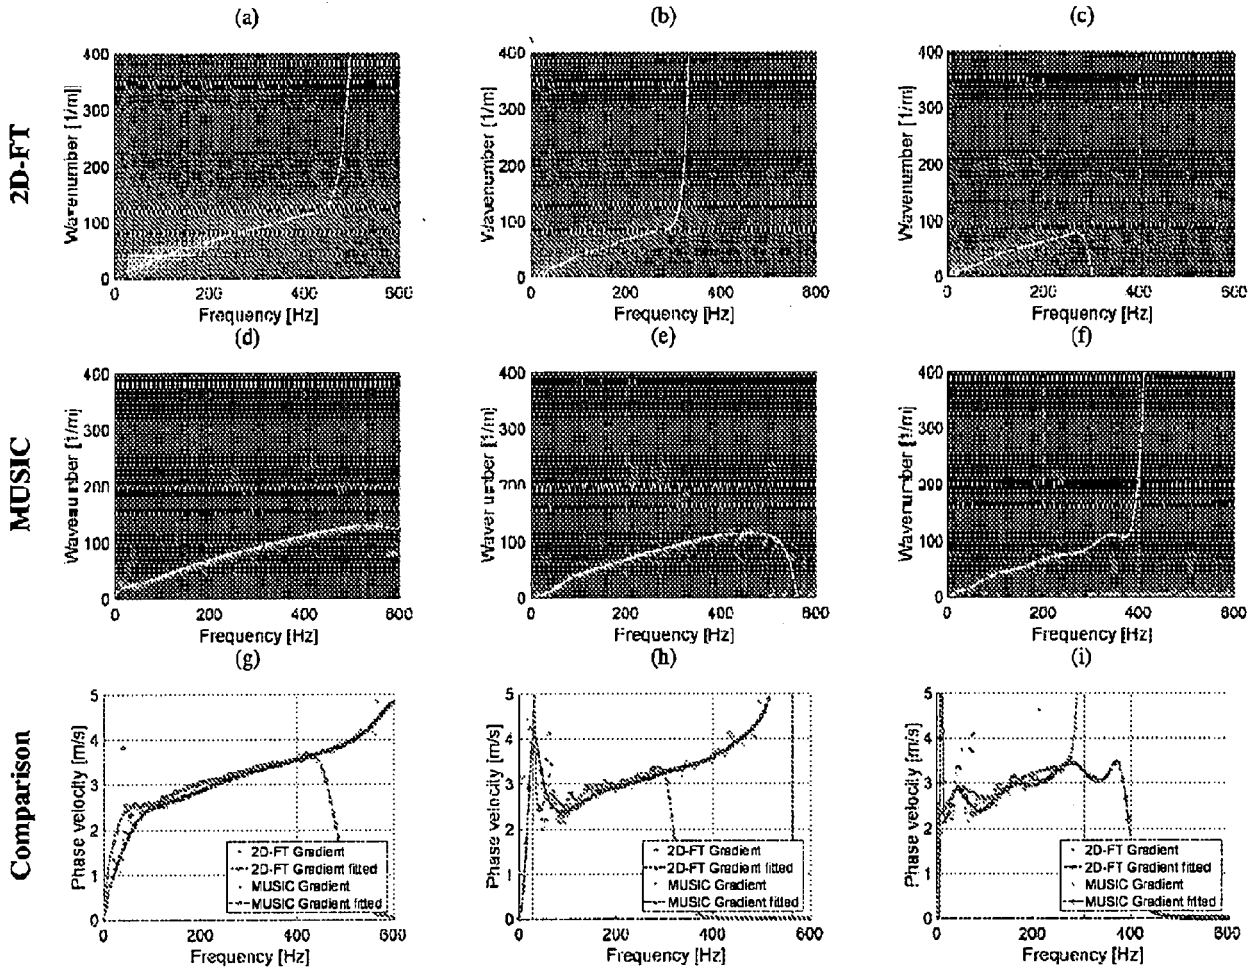 (a)
(b)
(c)
2D-FT
Wavenumber [1/m]
400
300
200
100
0
0 200 400 600
Frequency [Hz]
Wavenumber [1/m]
400
300
200
100
0
0 200 400 600
Frequency [Hz]
Wavenumber [1/m]
400
300
200
100
0
0 200 400 600
Frequency [Hz]
(d)
(e)
(f)
MUSIC
Wavenumber [1/m]
400
300
200
100
0
0 200 400 600
Frequency [Hz]
Wavenumber [1/m]
400
300
200
100
0
0 200 400 600
Frequency [Hz]
Wavenumber [1/m]
400
300
200
100
0
0 200 400 600
Frequency [Hz]
(g)
(h)
(i)
Comparison
Phase velocity [m/s]
5
4
3
2
1
0
0 200 400 600
Frequency [Hz]
2D-FT Gradient
2D-FT Gradient fitted
MUSIC Gradient
MUSIC Gradient fitted
Phase velocity [m/s]
5
4
3
2
1
0
0 200 400 600
Frequency [Hz]
2D-FT Gradient
2D-FT Gradient fitted
MUSIC Gradient
MUSIC Gradient fitted
Phase velocity [m/s]
5
4
3
2
1
0
0 200 400 600
Frequency [Hz]
2D-FT Gradient
2D-FT Gradient fitted
MUSIC Gradient
MUSIC Gradient fitted